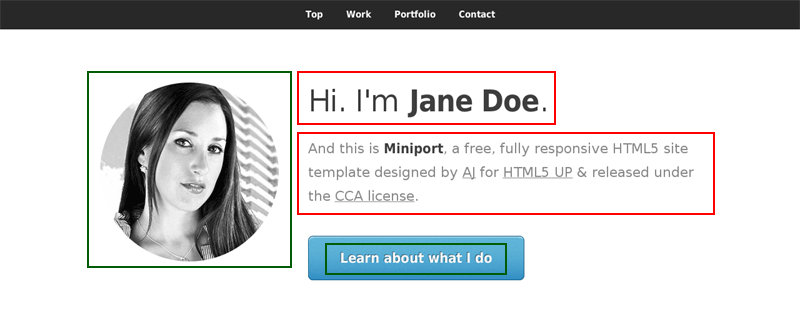 Top Work Portfolio Contact
Hi. I'm Jane Doe.
And this is Miniport, a free, fully responsive HTML5 site
template designed by AJ for HTML5 UP & released under
the CCA license.
Learn about what I do